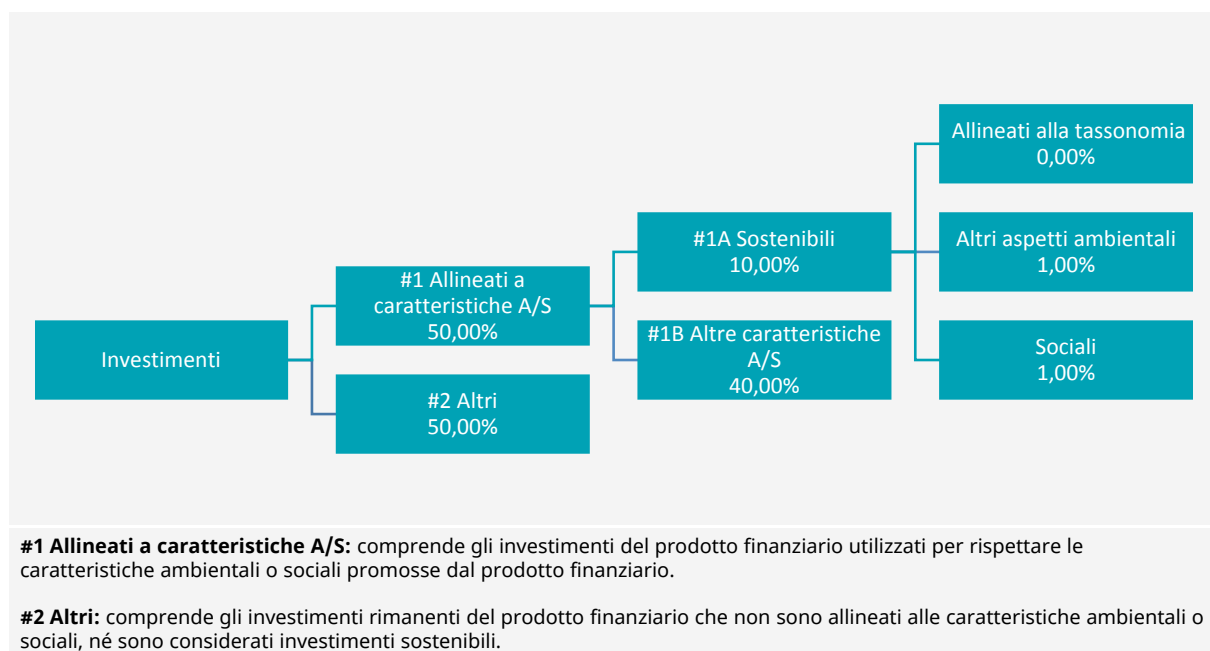 Investimenti
#1 Allineati a
caratteristiche A/S
50,00%
#2 Altri
50,00%
#1A Sostenibili
10,00%
#1B Altre caratteristiche
A/S
40,00%
Allineati alla tassonomia
0,00%
Altri aspetti ambientali
1,00%
Sociali
1,00%
#1 Allineati a caratteristiche A/S: comprende gli investimenti del prodotto finanziario utilizzati per rispettare le
caratteristiche ambientali o sociali promosse dal prodotto finanziario.
#2 Altri: comprende gli investimenti rimanenti del prodotto finanziario che non sono allineati alle caratteristiche ambientali o
sociali, né sono considerati investimenti sostenibili.